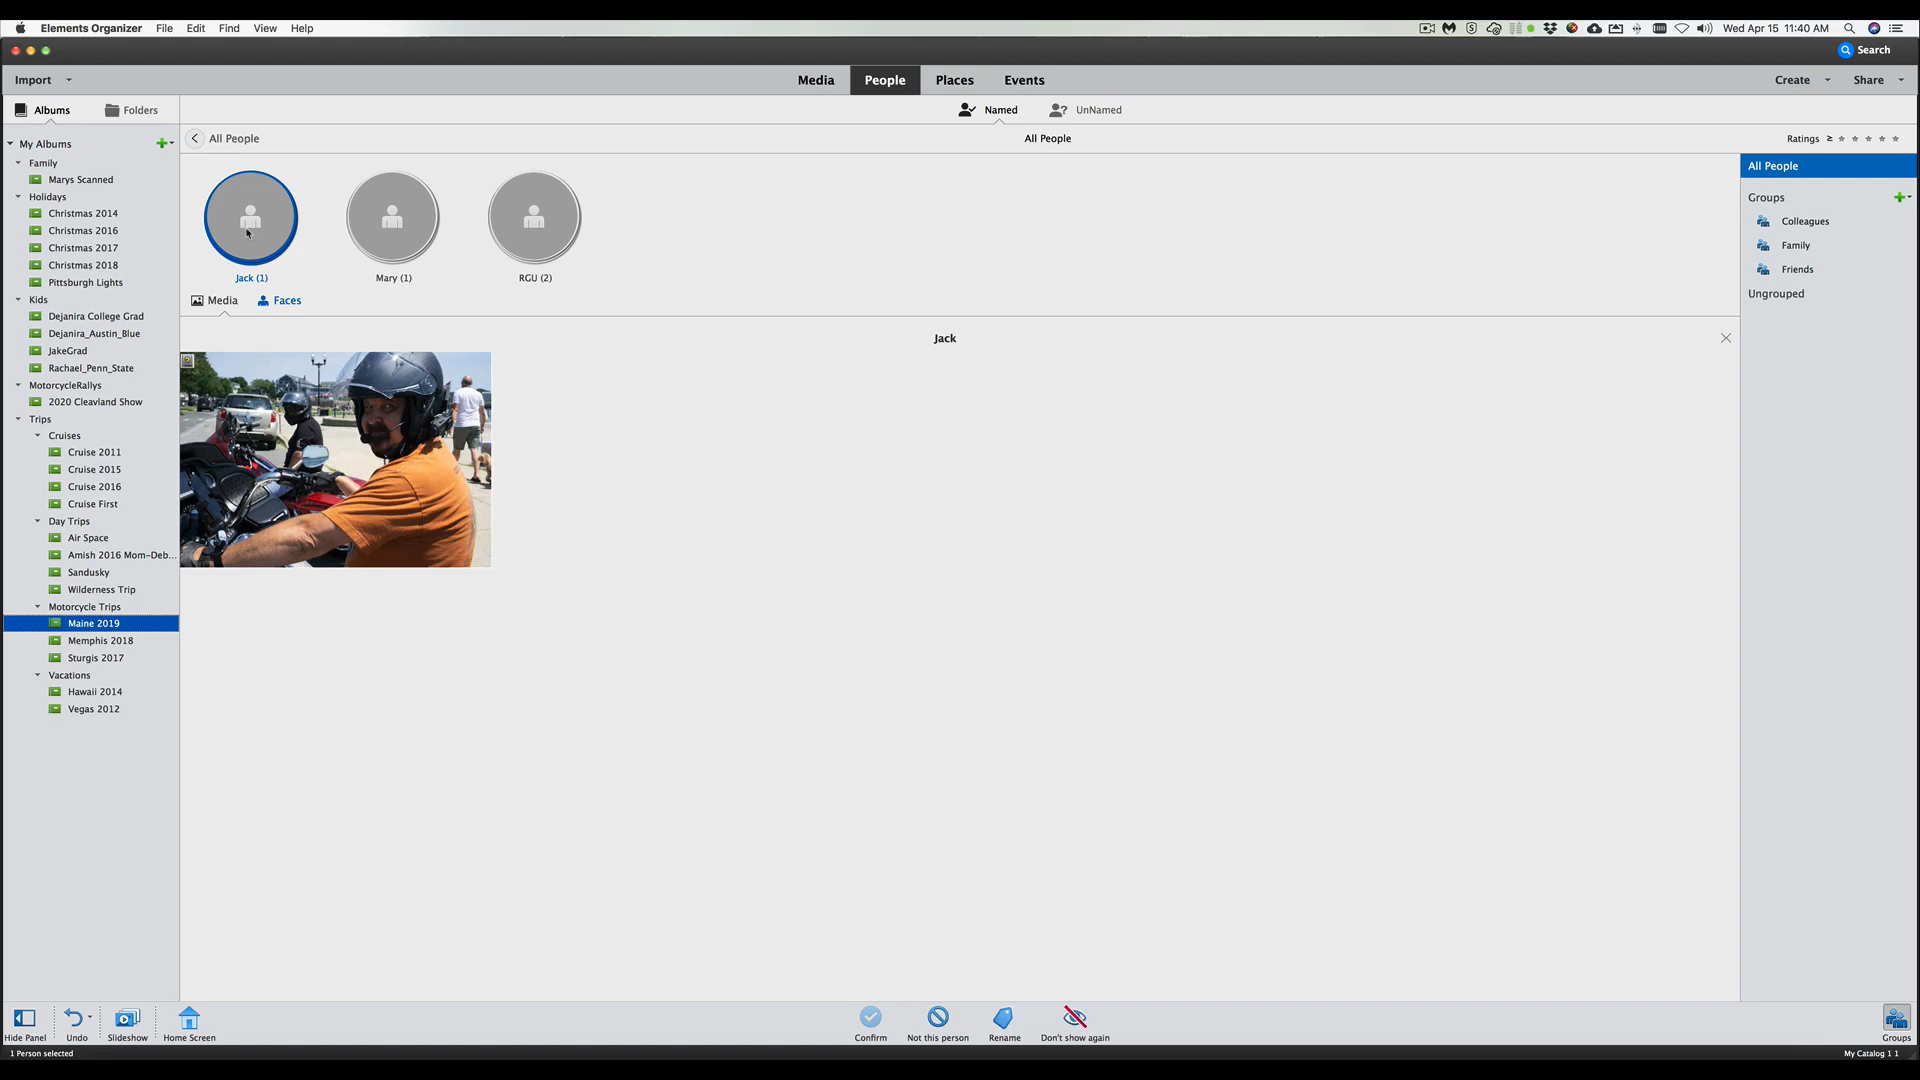 Elements Organizer File Edit Find View Help
Wed Apr 15 11:40 AM
Search
Import Media People Places Events Create Share
Albums Folders Named UnNamed
My Albums
All People All People Ratings ≥
Family
Marys Scanned
Holidays
Christmas 2014
Christmas 2016
Christmas 2017
Christmas 2018
Pittsburgh Lights
Kids
Dejanira College Grad
Dejanira_Austin_Blue
JakeGrad
Rachael_Penn_State
MotorcycleRallys
2020 Cleavland Show
Trips
Cruises
Cruise 2011
Cruise 2015
Cruise 2016
Cruise First
Day Trips
Air Space
Amish 2016 Mom-Deb...
Sandusky
Wilderness Trip
Motorcycle Trips
Maine 2019
Memphis 2018
Sturgis 2017
Vacations
Hawaii 2014
Vegas 2012
Jack (1) Mary (1) RGU (2)
Media Faces
Jack
All People
Groups
Colleagues
Family
Friends
Ungrouped
Hide Panel Undo Slideshow Home Screen Confirm Not this person Rename Don't show again Groups
1 Person selected My Catalog 1 1